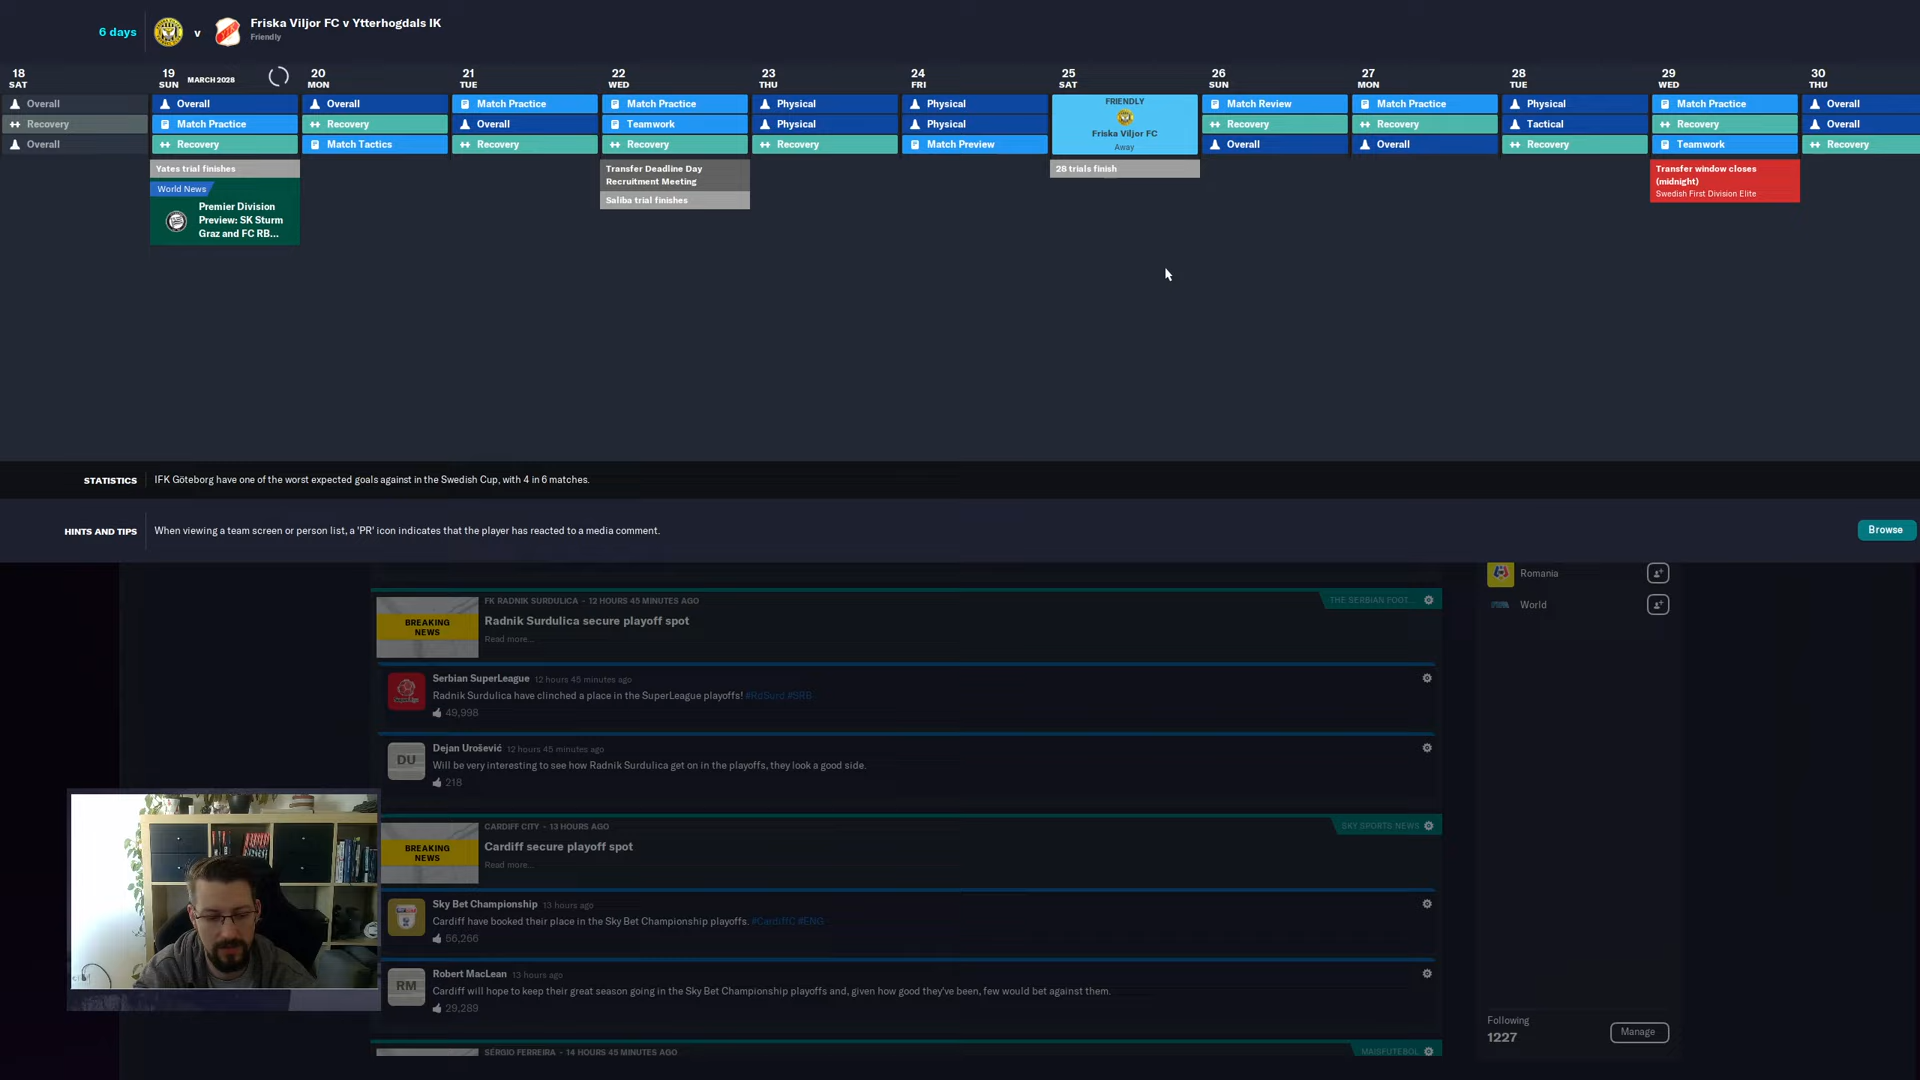 6 days
v
Friska Viljor FC v Ytterhogdals IK
Friendly
18
SAT
19
SUN
MARCH 2028
20
MON
21
TUE
22
WED
23
THU
24
FRI
25
SAT
26
SUN
27
MON
28
TUE
29
WED
30
THU
Overall
Overall
Overall
Match Practice
Match Practice
Physical
Physical
FRIENDLY
Friska Viljor FC
Away
Match Review
Match Practice
Physical
Match Practice
Overall
Recovery
Match Practice
Recovery
Overall
Teamwork
Physical
Physical
Recovery
Recovery
Tactical
Recovery
Overall
Overall
Recovery
Match Tactics
Recovery
Recovery
Recovery
Match Preview
Overall
Overall
Recovery
Teamwork
Recovery
Yates trial finishes
World News
Premier Division
Preview: SK Sturm
Graz and FC RB...
Transfer Deadline Day
Recruitment Meeting
Saliba trial finishes
28 trials finish
Transfer window closes
(midnight)
Swedish First Division Elite
STATISTICS
IFK Göteborg have one of the worst expected goals against in the Swedish Cup, with 4 in 6 matches.
HINTS AND TIPS
When viewing a team screen or person list, a 'PR' icon indicates that the player has reacted to a media comment.
Browse
Romania
World
BREAKING
NEWS
FK RADNIK SURDULICA - 12 HOURS 45 MINUTES AGO
THE SERBIAN FOOT...
Radnik Surdulica secure playoff spot
Read more...
Serbian SuperLeague 12 hours 45 minutes ago
Radnik Surdulica have clinched a place in the SuperLeague playoffs! #RdSurd #SRB
49,998
DU
Dejan Urošević 12 hours 45 minutes ago
Will be very interesting to see how Radnik Surdulica get on in the playoffs, they look a good side.
218
BREAKING
NEWS
CARDIFF CITY - 13 HOURS AGO
SKY SPORTS NEWS
Cardiff secure playoff spot
Read more...
Sky Bet Championship 13 hours ago
Cardiff have booked their place in the Sky Bet Championship playoffs. #CardiffC #ENG
56,266
RM
Robert MacLean 13 hours ago
Cardiff will hope to keep their great season going in the Sky Bet Championship playoffs and, given how good they've been, few would bet against them.
29,289
SÉRGIO FERREIRA - 14 HOURS 45 MINUTES AGO
MAISFUTEBOL
Following
1227
Manage